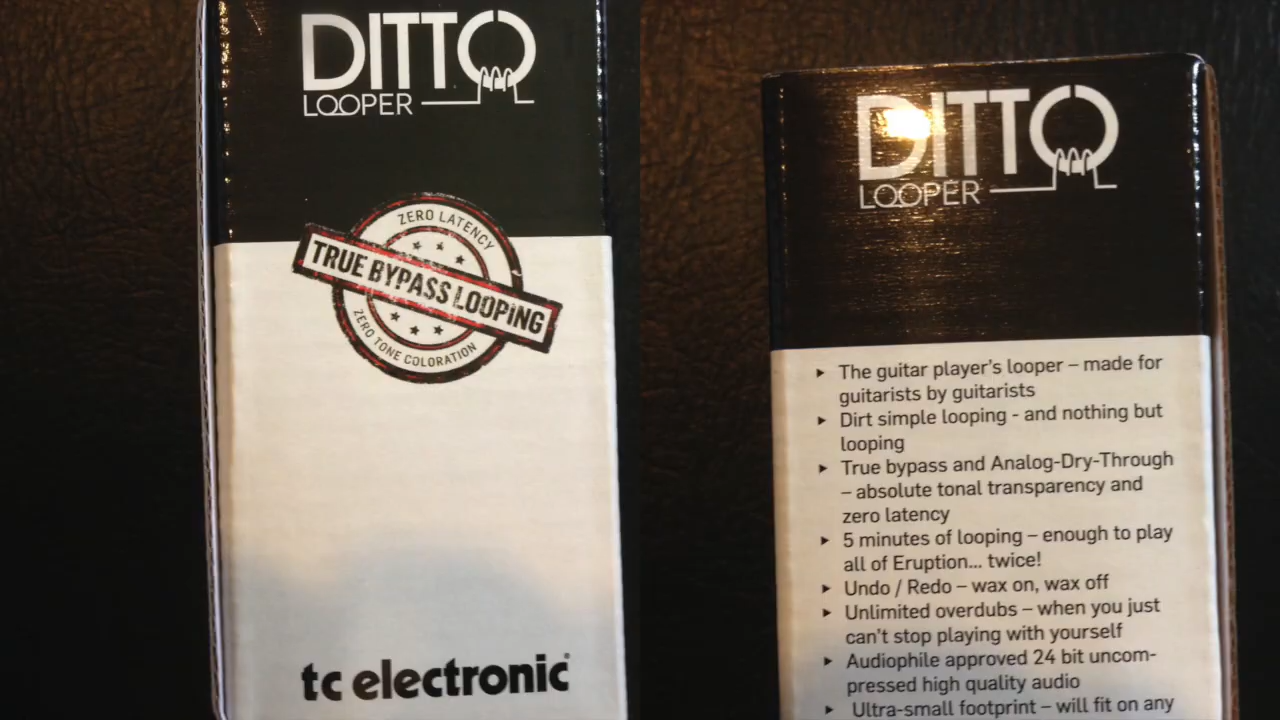 DITTO
LOOPER
ZERO LATENCY
TRUE BYPASS LOOPING
ZERO TONE COLORATION
tc electronic
DITTO
LOOPER
▸ The guitar player's looper – made for
guitarists by guitarists
▸ Dirt simple looping - and nothing but
looping
▸ True bypass and Analog-Dry-Through
– absolute tonal transparency and
zero latency
▸ 5 minutes of looping – enough to play
all of Eruption... twice!
▸ Undo / Redo – wax on, wax off
▸ Unlimited overdubs – when you just
can't stop playing with yourself
▸ Audiophile approved 24 bit uncom-
pressed high quality audio
▸ Ultra-small footprint – will fit on any